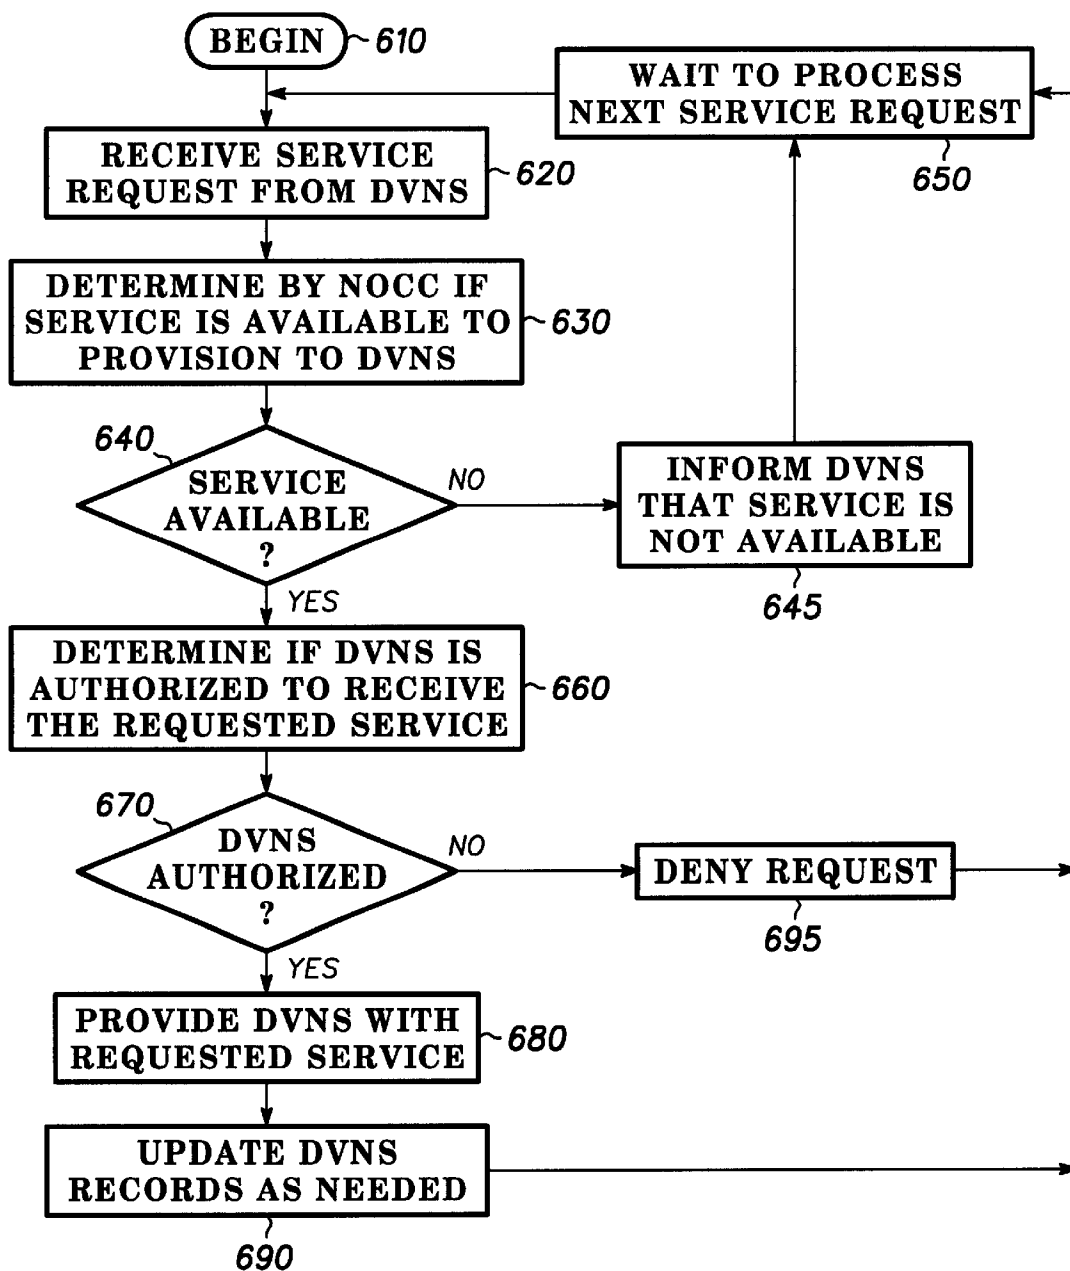 BEGIN
610
WAIT TO PROCESS
NEXT SERVICE REQUEST
650
RECEIVE SERVICE
REQUEST FROM DVNS
620
DETERMINE BY NOCC IF
SERVICE IS AVAILABLE TO
PROVISION TO DVNS
630
640
SERVICE
AVAILABLE
?
NO
YES
INFORM DVNS
THAT SERVICE IS
NOT AVAILABLE
645
DETERMINE IF DVNS IS
AUTHORIZED TO RECEIVE
THE REQUESTED SERVICE
660
670
DVNS
AUTHORIZED
?
NO
YES
DENY REQUEST
695
PROVIDE DVNS WITH
REQUESTED SERVICE
680
UPDATE DVNS
RECORDS AS NEEDED
690